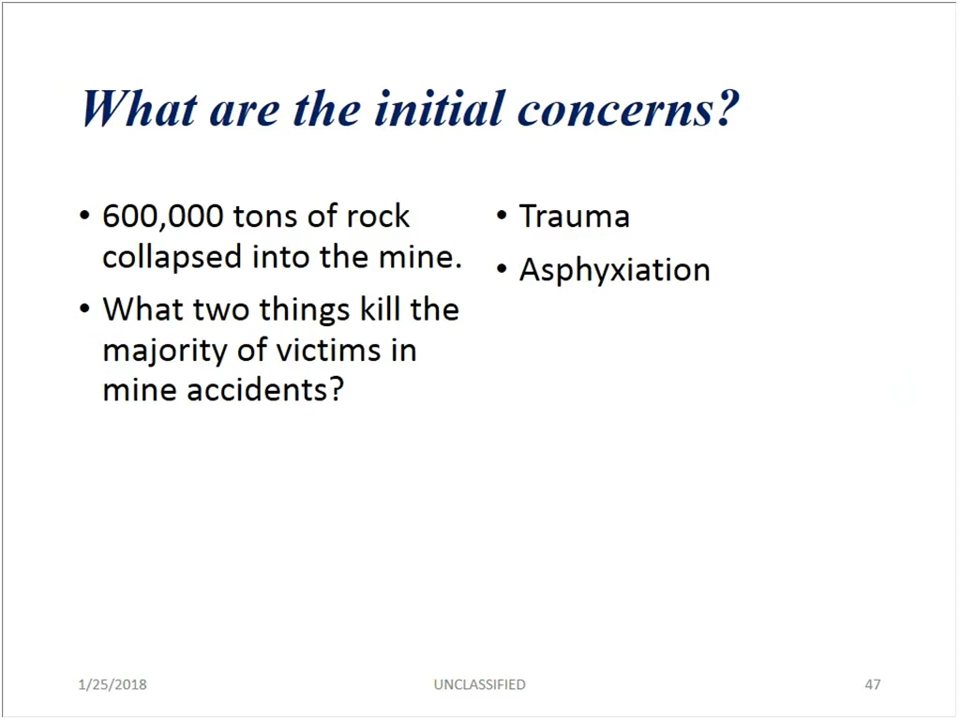 What are the initial concerns?
• 600,000 tons of rock
collapsed into the mine.
• What two things kill the
majority of victims in
mine accidents?
• Trauma
• Asphyxiation
1/25/2018
UNCLASSIFIED
47